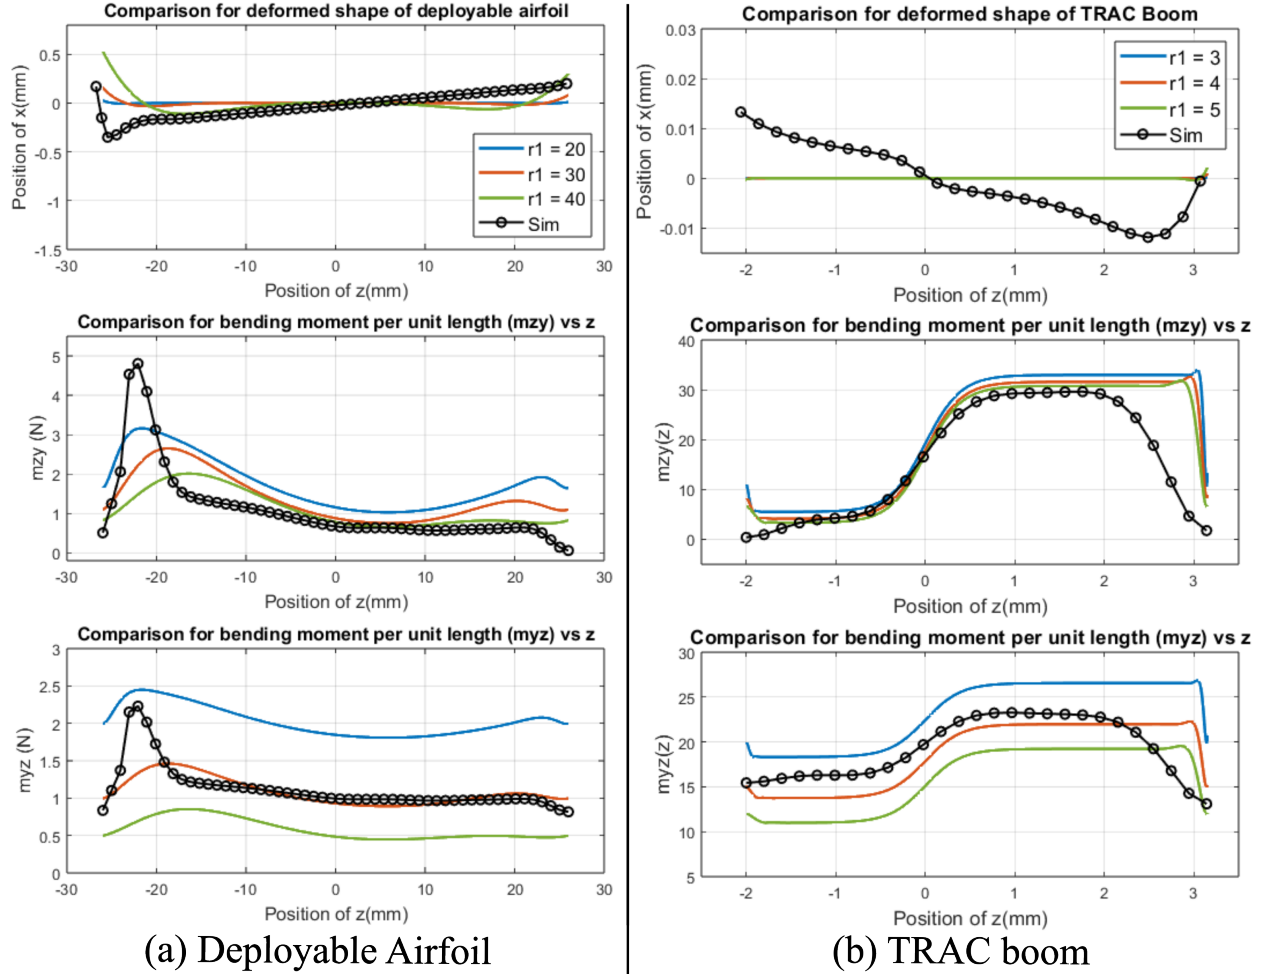 Comparison for deformed shape of deployable airfoil
Position of x(mm)
0.5
0
-0.5
-1
-1.5
r1 = 20
r1 = 30
r1 = 40
Sim
-30 -20 -10 0 10 20 30
Position of z(mm)
Comparison for bending moment per unit length (mzy) vs z
mzy (N)
5
4
3
2
1
0
-30 -20 -10 0 10 20 30
Position of z(mm)
Comparison for bending moment per unit length (myz) vs z
myz (N)
3
2.5
2
1.5
1
0.5
0
-30 -20 -10 0 10 20 30
Position of z(mm)
(a) Deployable Airfoil
Comparison for deformed shape of TRAC Boom
Position of x(mm)
0.03
0.02
0.01
0
-0.01
r1 = 3
r1 = 4
r1 = 5
Sim
-2 -1 0 1 2 3
Position of z(mm)
Comparison for bending moment per unit length (mzy) vs z
mzy(z)
40
30
20
10
0
-2 -1 0 1 2 3
Position of z(mm)
Comparison for bending moment per unit length (myz) vs z
myz(z)
30
25
20
15
10
5
-2 -1 0 1 2 3
Position of z(mm)
(b) TRAC boom